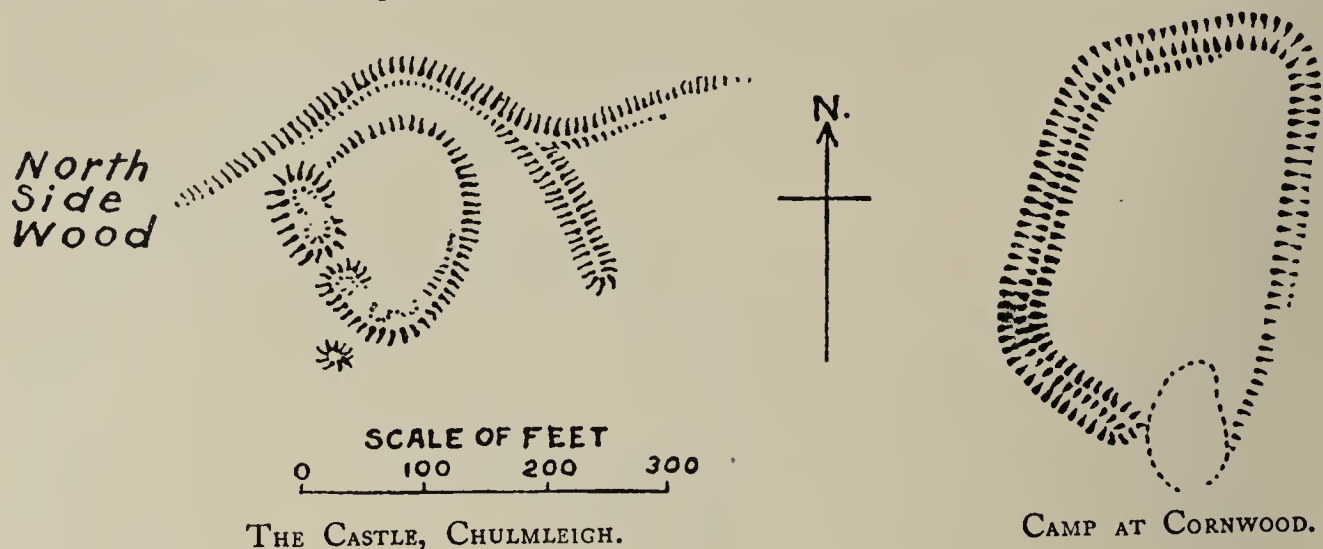 North
Side
Wood
N.
SCALE OF FEET
0 100 200 300
THE CASTLE, CHULMLEIGH.
CAMP AT CORNWOOD.